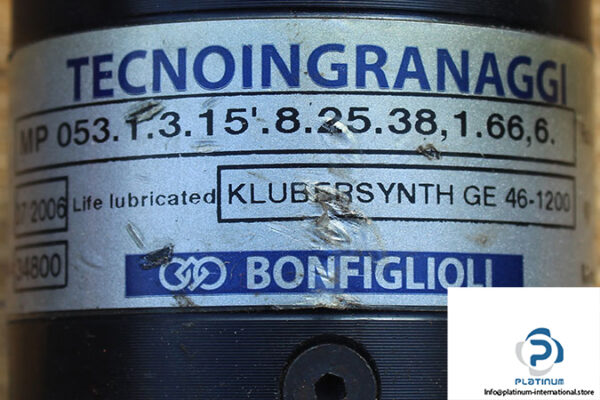 TECNOINGRANAGGI
MP 053.1.3.15'.8.25.38,1.66,6.
07/2006 Life lubricated KLUBERSYNTH GE 46-1200
34800
BONFIGLIOLI
PLATINUM
Info@platinum-international.store